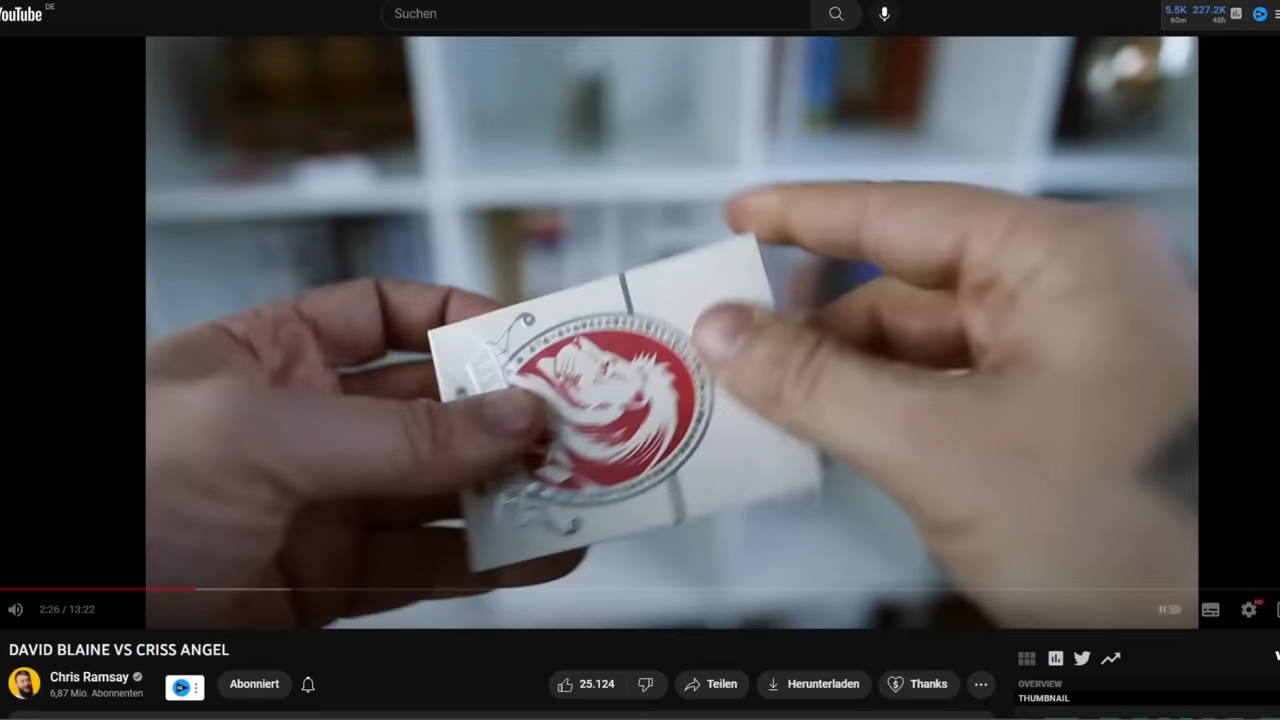 YouTube DE
Suchen
5.5K 227.2K
60m 48h
2:26 / 13:22
HD
DAVID BLAINE VS CRISS ANGEL
Chris Ramsay
6,87 Mio. Abonnenten
Abonniert
25.124
Teilen
Herunterladen
Thanks
OVERVIEW
THUMBNAIL